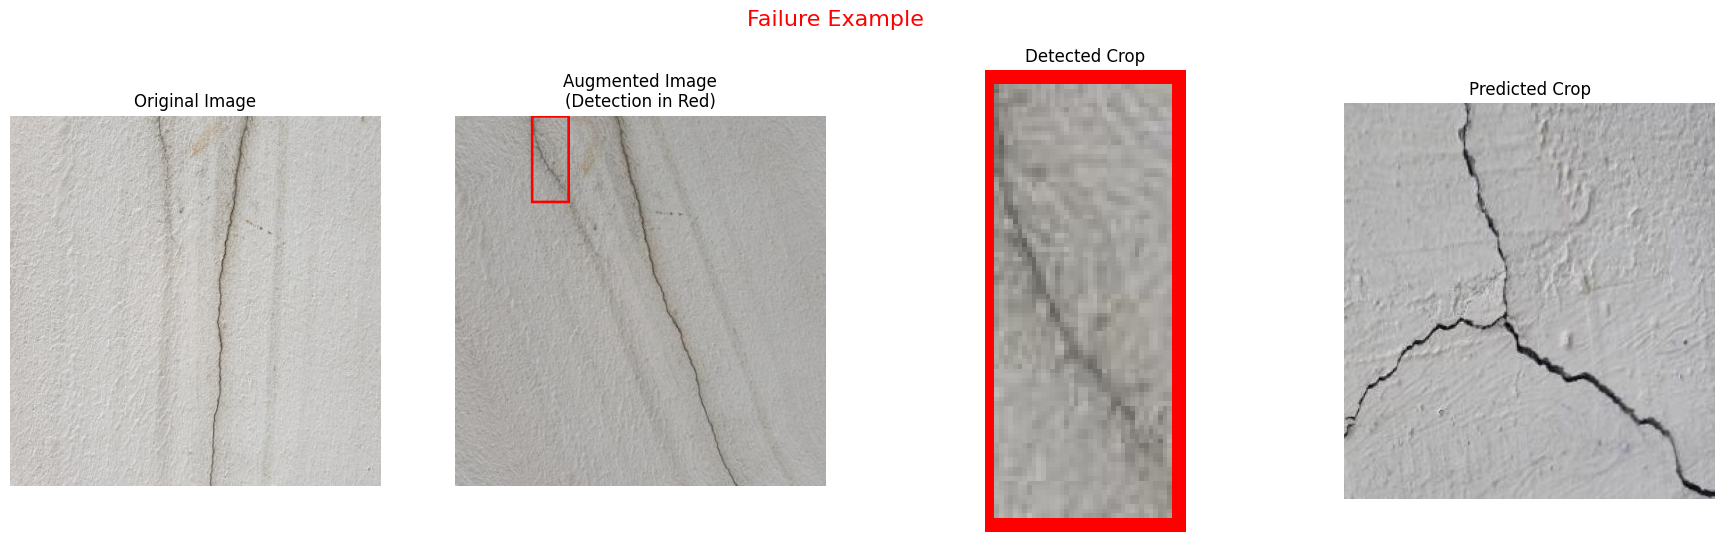 Failure Example
Original Image
Augmented Image
(Detection in Red)
Detected Crop
Predicted Crop